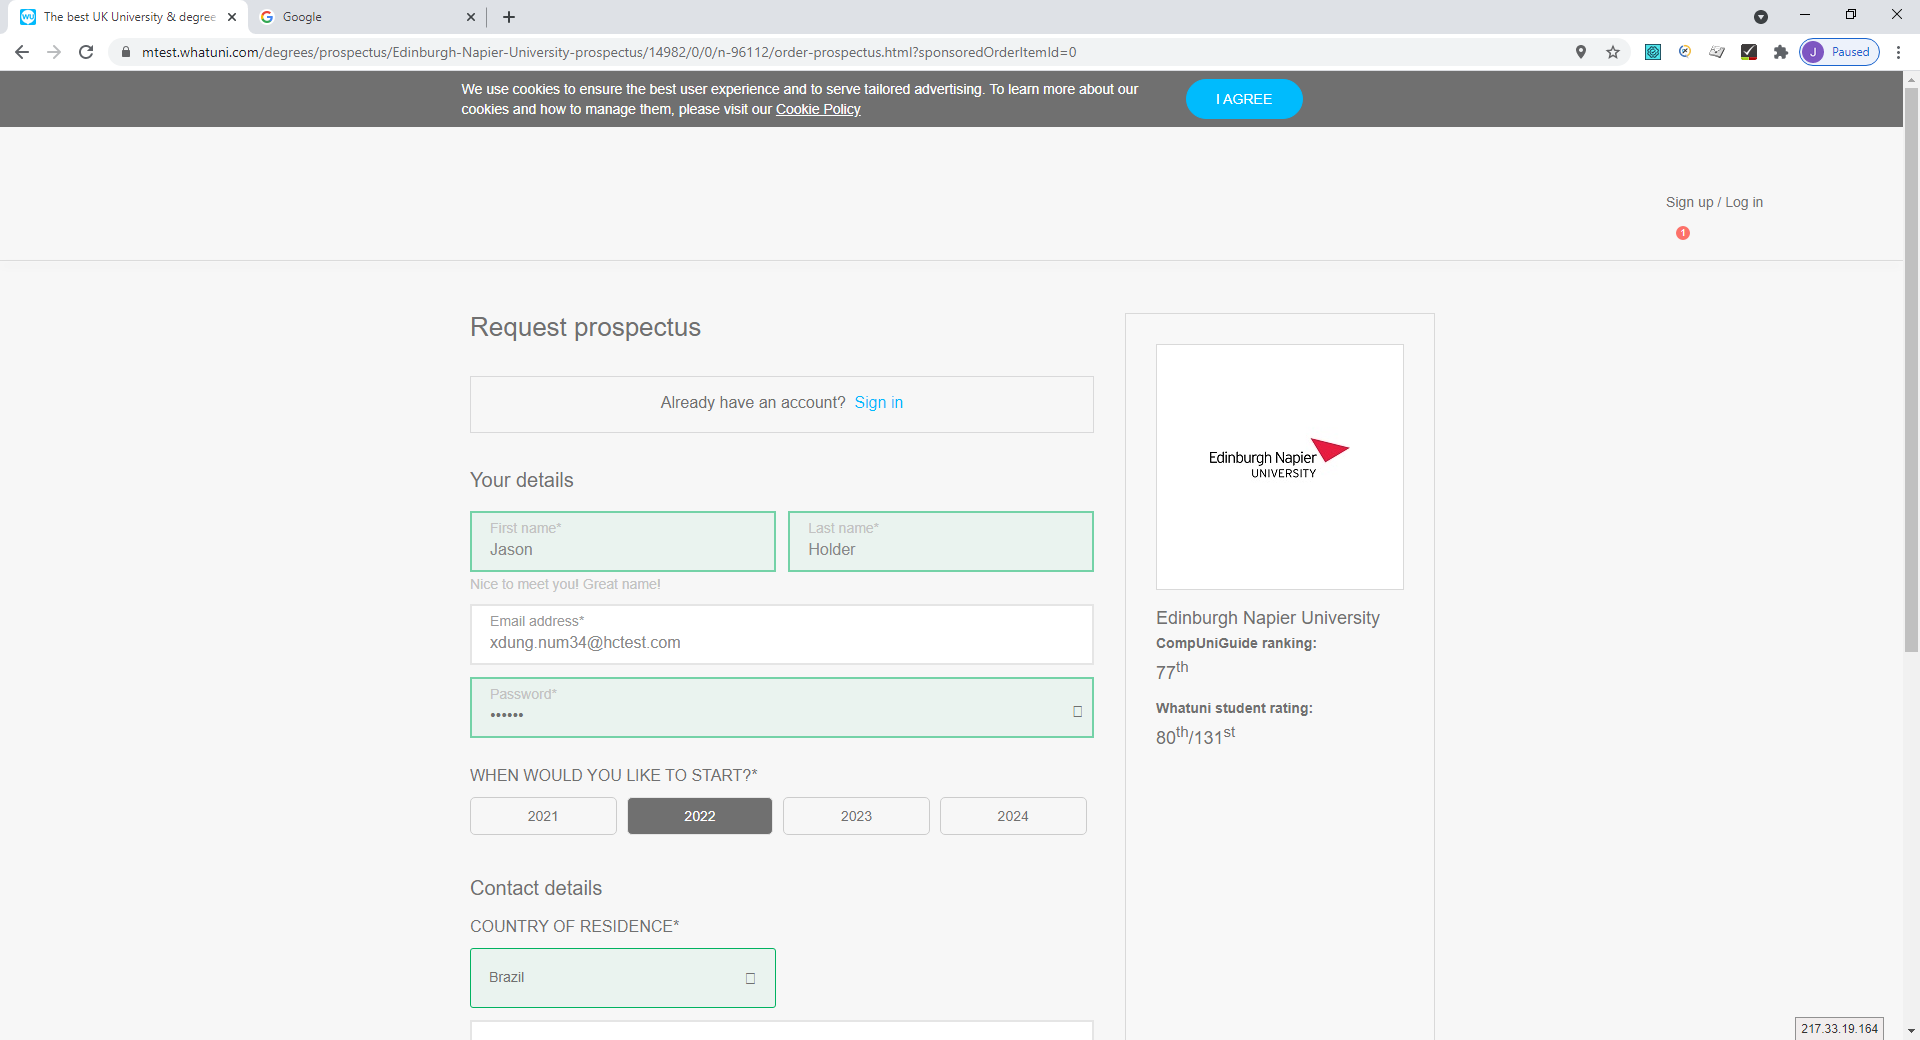 The best UK University & degree
Google
mtest.whatuni.com/degrees/prospectus/Edinburgh-Napier-University-prospectus/14982/0/0/n-96112/order-prospectus.html?sponsoredOrderItemId=0
J Paused
We use cookies to ensure the best user experience and to serve tailored advertising. To learn more about our
cookies and how to manage them, please visit our Cookie Policy
I AGREE
Sign up / Log in
1
Request prospectus
Already have an account? Sign in
Your details
First name*
Jason
Last name*
Holder
Nice to meet you! Great name!
Email address*
xdung.num34@hctest.com
Password*
••••••
WHEN WOULD YOU LIKE TO START?*
2021
2022
2023
2024
Contact details
COUNTRY OF RESIDENCE*
Brazil
Edinburgh Napier
UNIVERSITY
Edinburgh Napier University
CompUniGuide ranking:
77th
Whatuni student rating:
80th/131st
217.33.19.164